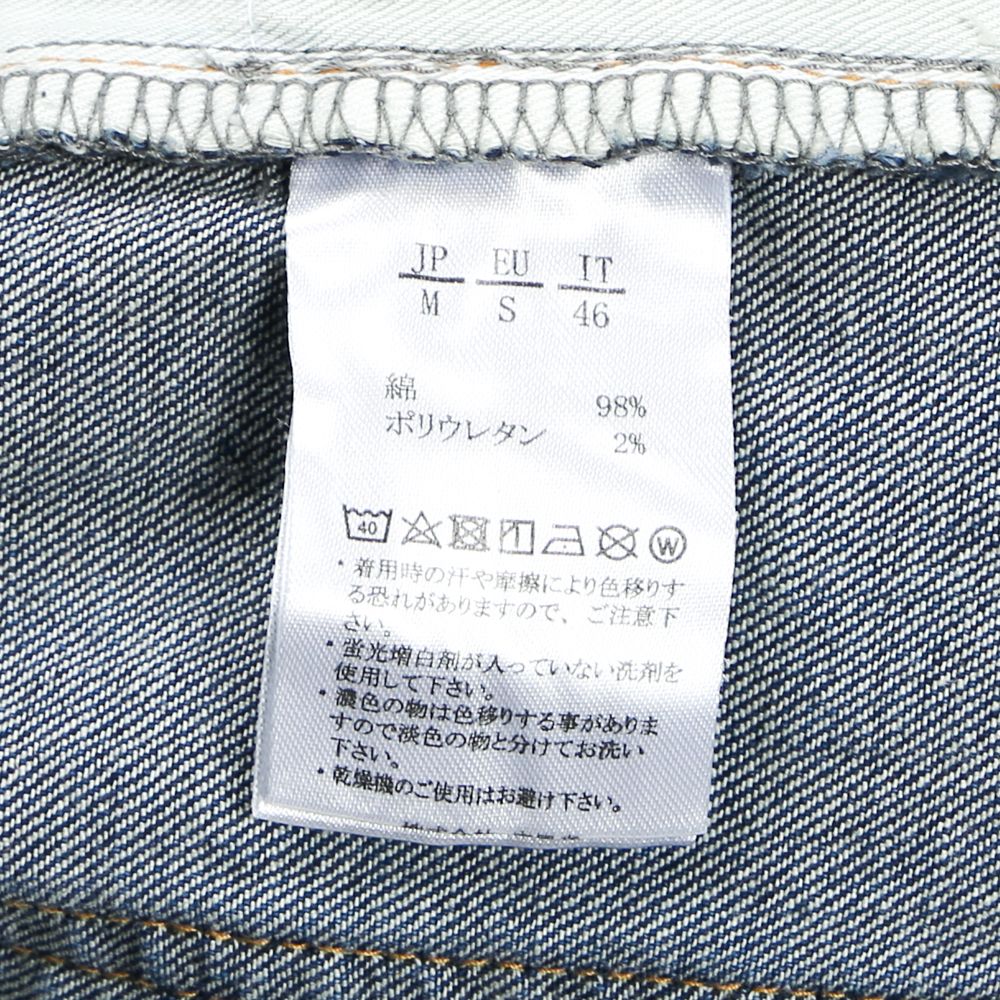 JP EU IT
M S 46
綿 98%
ポリウレタン 2%
40 W
・着用時の汗や摩擦により色移りす
る恐れがありますので、ご注意下
さい。
・蛍光増白剤が入っていない洗剤を
使用して下さい。
・濃色の物は色移りする事がありま
すので淡色の物と分けてお洗い
下さい。
・乾燥機のご使用はお避け下さい。
株式会社